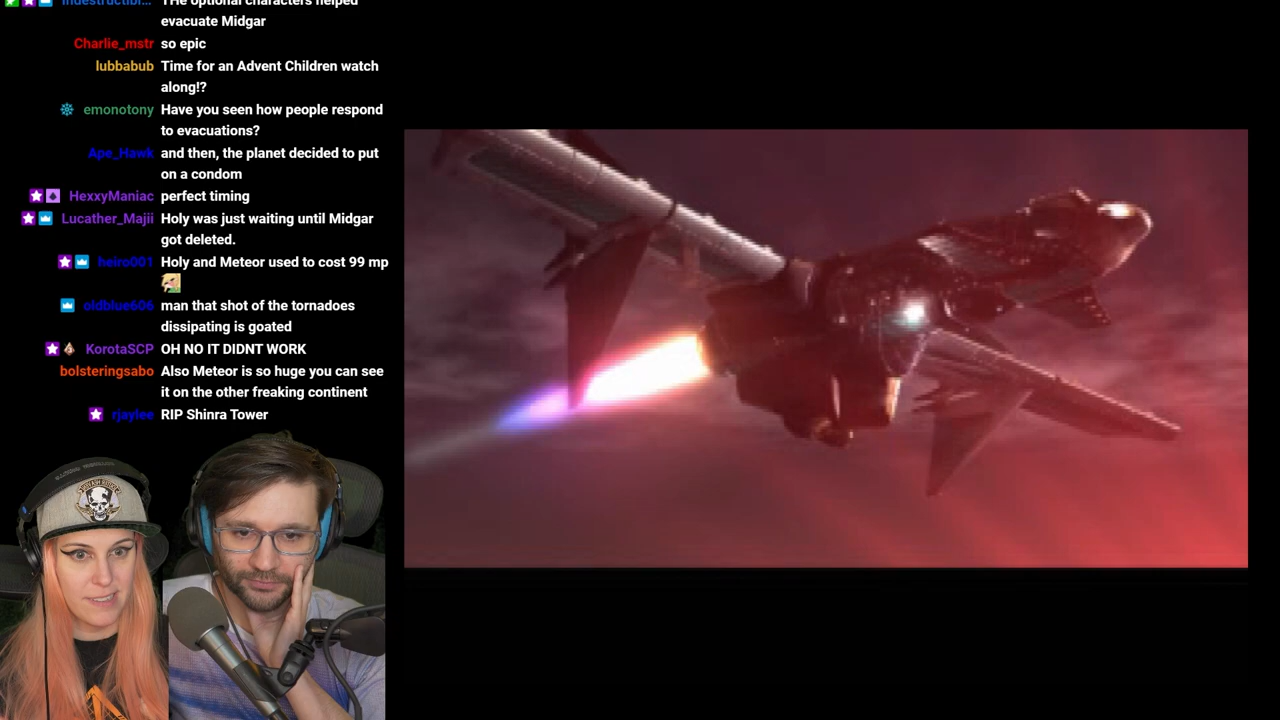 indestructibl... THe optional characters helped
evacuate Midgar
Charlie_mstr so epic
lubbabub Time for an Advent Children watch
along!?
emonotony Have you seen how people respond
to evacuations?
Ape_Hawk and then, the planet decided to put
on a condom
HexxyManiac perfect timing
Lucather_Majii Holy was just waiting until Midgar
got deleted.
heiro001 Holy and Meteor used to cost 99 mp
oldblue606 man that shot of the tornadoes
dissipating is goated
KorotaSCP OH NO IT DIDNT WORK
bolsteringsabo Also Meteor is so huge you can see
it on the other freaking continent
rjaylee RIP Shinra Tower